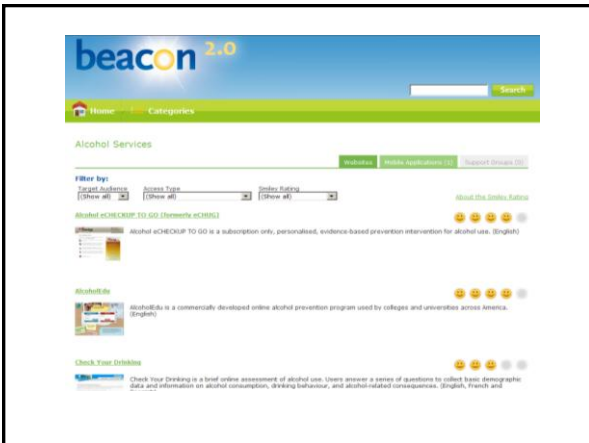 beacon 2.0
Search
Home Categories
Alcohol Services
Websites Mobile Applications (1) Support Groups (3)
Filter by:
Target Audience Access Type Smiley Rating
(Show all) (Show all) (Show all)
About the Smiley Rating
Alcohol eCHECKUP TO GO (formerly eCHUG)
Alcohol eCHECKUP TO GO is a subscription only, personalised, evidence-based prevention intervention for alcohol use. (English)
AlcoholEdu
AlcoholEdu is a commercially developed online alcohol prevention program used by colleges and universities across America.
(English)
Check Your Drinking
Check Your Drinking is a brief online assessment of alcohol use. Users answer a series of questions to collect basic demographic
data and information on alcohol consumption, drinking behaviour, and alcohol-related consequences. (English, French and